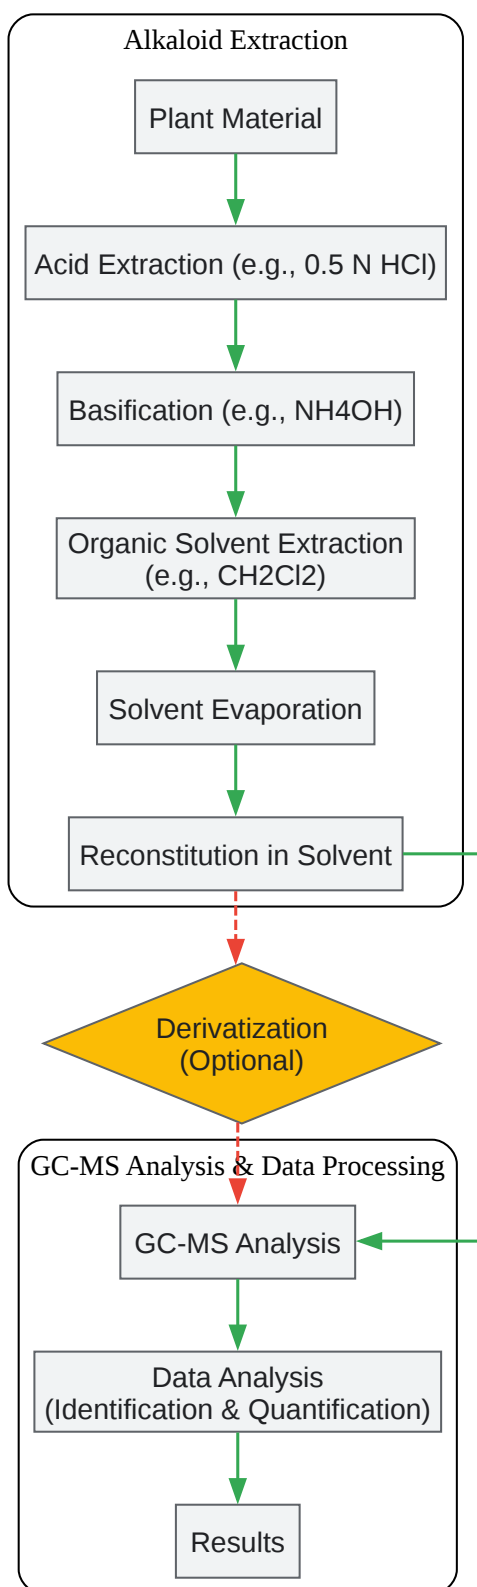 Alkaloid Extraction
Plant Material
Acid Extraction (e.g., 0.5 N HCl)
Basification (e.g., NH4OH)
Organic Solvent Extraction
(e.g., CH2Cl2)
Solvent Evaporation
Reconstitution in Solvent
Derivatization
(Optional)
GC-MS Analysis & Data Processing
GC-MS Analysis
Data Analysis
(Identification & Quantification)
Results